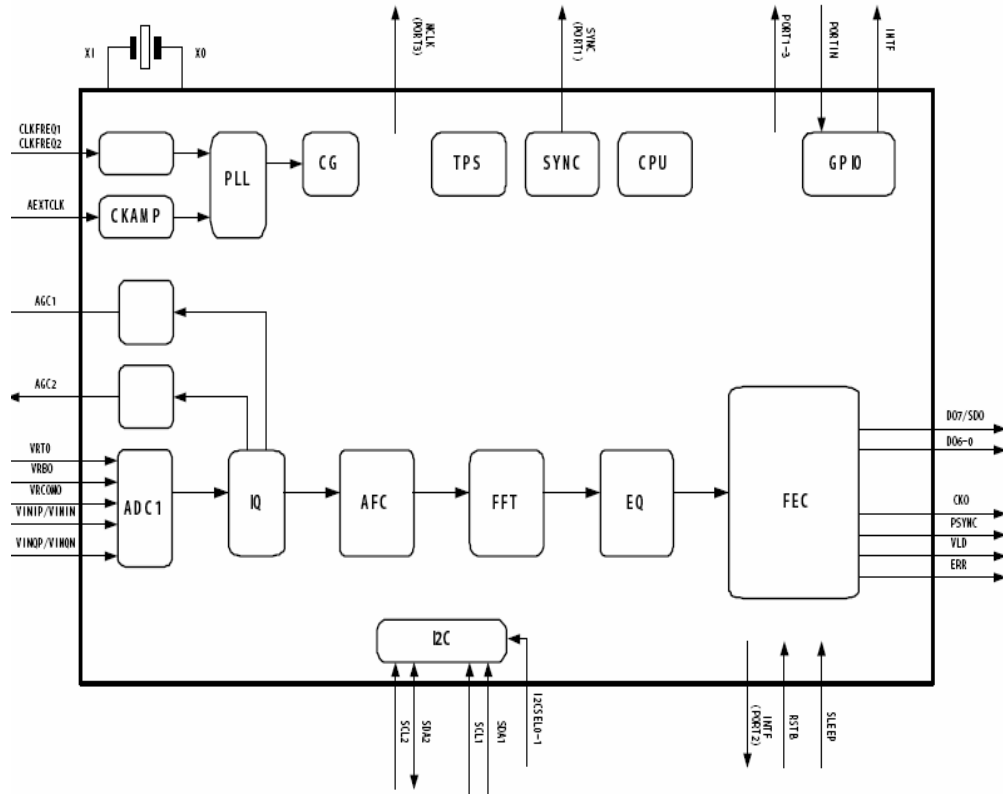 XI
XO
NCLK
(PORT3)
SYNC
(PORT1)
PORT1-3
PORTIN
INTF
CLKFREQ1
CLKFREQ2
PLL
CG
TPS
SYNC
CPU
GPIO
AEXTCLK
CKAMP
AGC1
AGC2
VRTO
VRBO
VRCOMO
VINIP/VININ
VINQP/VINQN
ADC1
IQ
AFC
FFT
EQ
FEC
DO7/SDO
DO6-0
CKO
PSYNC
VLD
ERR
I2C
SCL2
SDA2
SCL1
SDA1
I2CSEL0-1
INTF
(PORT2)
RSTB
SLEEP